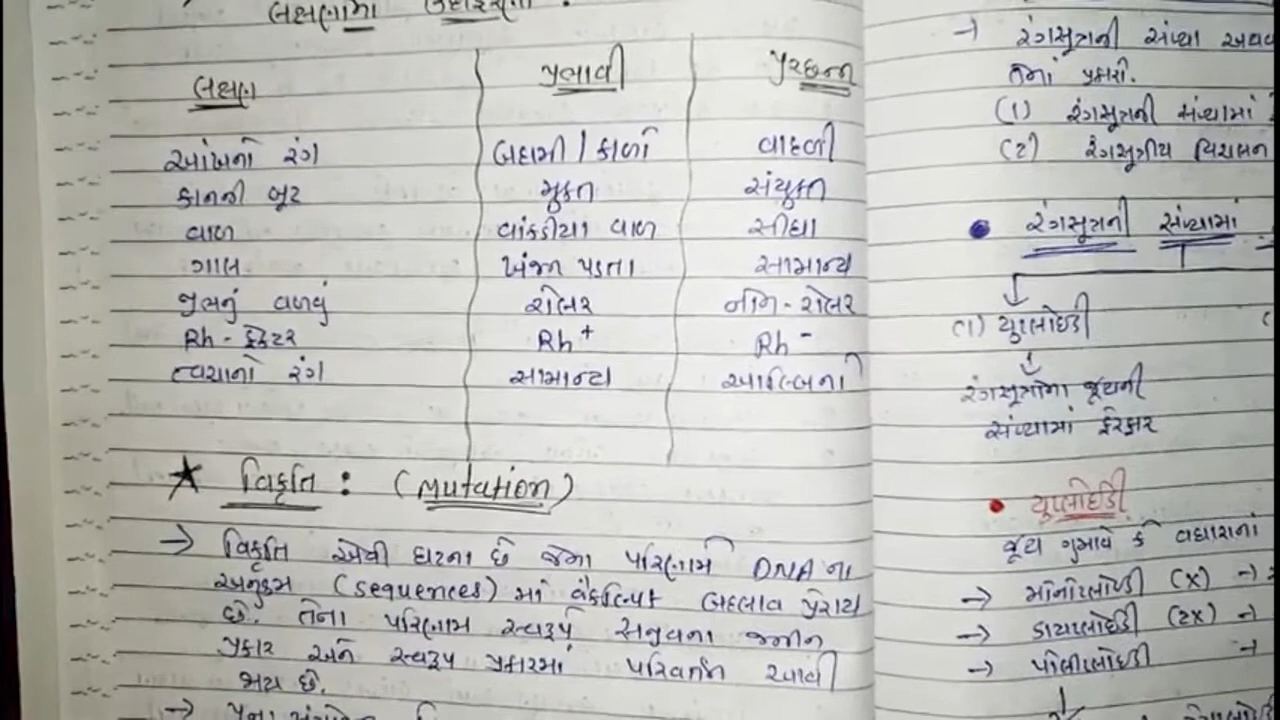 લક્ષણોમાં
લક્ષણ પ્રભાવી પ્રચ્છન્ન
આંખનો રંગ બદામી / કાળો વાદળી
કાનની બૂટ મુક્ત સંયુક્ત
વાળ વાંકડીયા વાળ સીધા
ગાલ ખંજન પડતા સામાન્ય
જીભનું વળવું રોલર નોન - રોલર
Rh - ફેક્ટર Rh+ Rh-
ત્વચાનો રંગ સામાન્ય આલ્બિનો
★ વિકૃતિ : (Mutation)
→ વિકૃતિ એવી ઘટના છે જેમાં પરિણામે DNA ના
અનુક્રમ (sequences) માં વૈકલ્પિક બદલાવ પ્રેરાય
છે. તેના પરિણામ સ્વરૂપે સજીવના જનીન
પ્રકાર અને સ્વરૂપ પ્રકારમાં પરિવર્તન આવી
જાય છે.
→ રંગસૂત્રની સંખ્યા
તેમાં પ્રકારો.
(1) રંગસૂત્રની સંખ્યામાં
(2) રંગસૂત્રીય વિચલન
● રંગસૂત્રની સંખ્યામાં
(1) યુપ્લોઇડી
રંગસૂત્રોના જૂથની
સંખ્યામાં ફેરફાર
● યુપ્લોઇડી
જૂથ ગુમાવે કે વધારાનાં
→ મોનોપ્લોઇડી (x) →
→ ડાયપ્લોઇડી (2x) →
→ પોલીપ્લોઇડી →